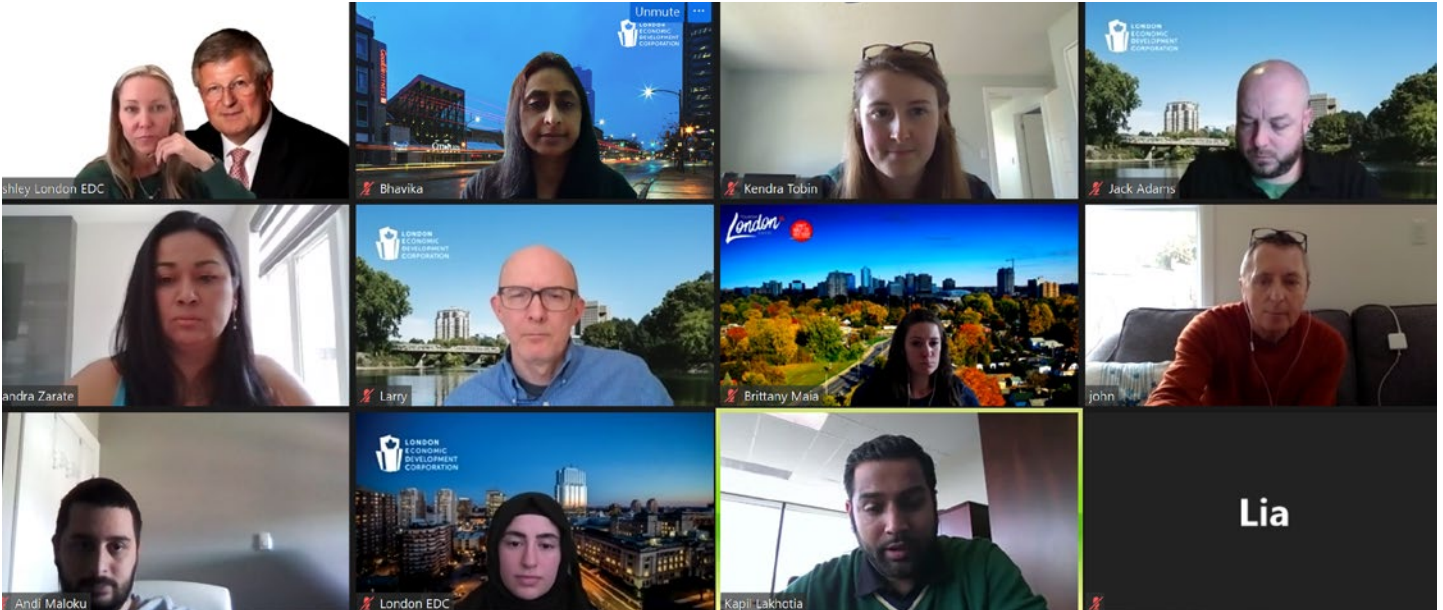 Unmute
LONDON
ECONOMIC
DEVELOPMENT
CORPORATION
LONDON
ECONOMIC
DEVELOPMENT
CORPORATION
shley London EDC
Bhavika
Kendra Tobin
Jack Adams
LONDON
ECONOMIC
DEVELOPMENT
CORPORATION
London
andra Zarate
Larry
Brittany Maia
john
LONDON
ECONOMIC
DEVELOPMENT
CORPORATION
Lia
Andi Maloku
London EDC
Kapil Lakhotia